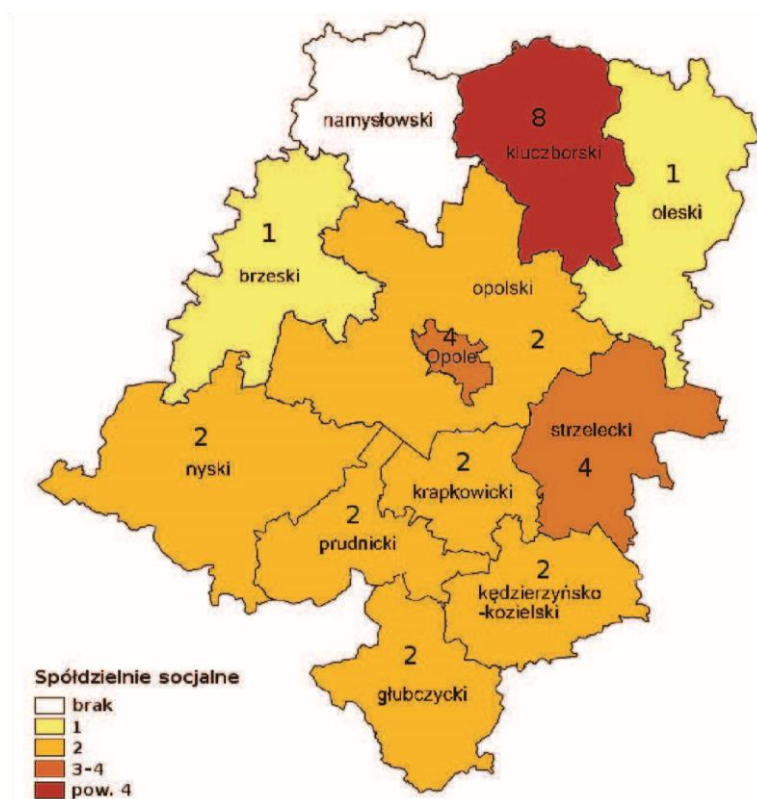 namysłowski
8
kluczborski
1
oleski
1
brzeski
opolski
4
Opole
2
strzelecki
4
2
nyski
2
krapkowicki
2
prudnicki
2
kędzierzyńsko
-kozielski
2
głubczycki
Spółdzielnie socjalne
brak
1
2
3-4
pow. 4